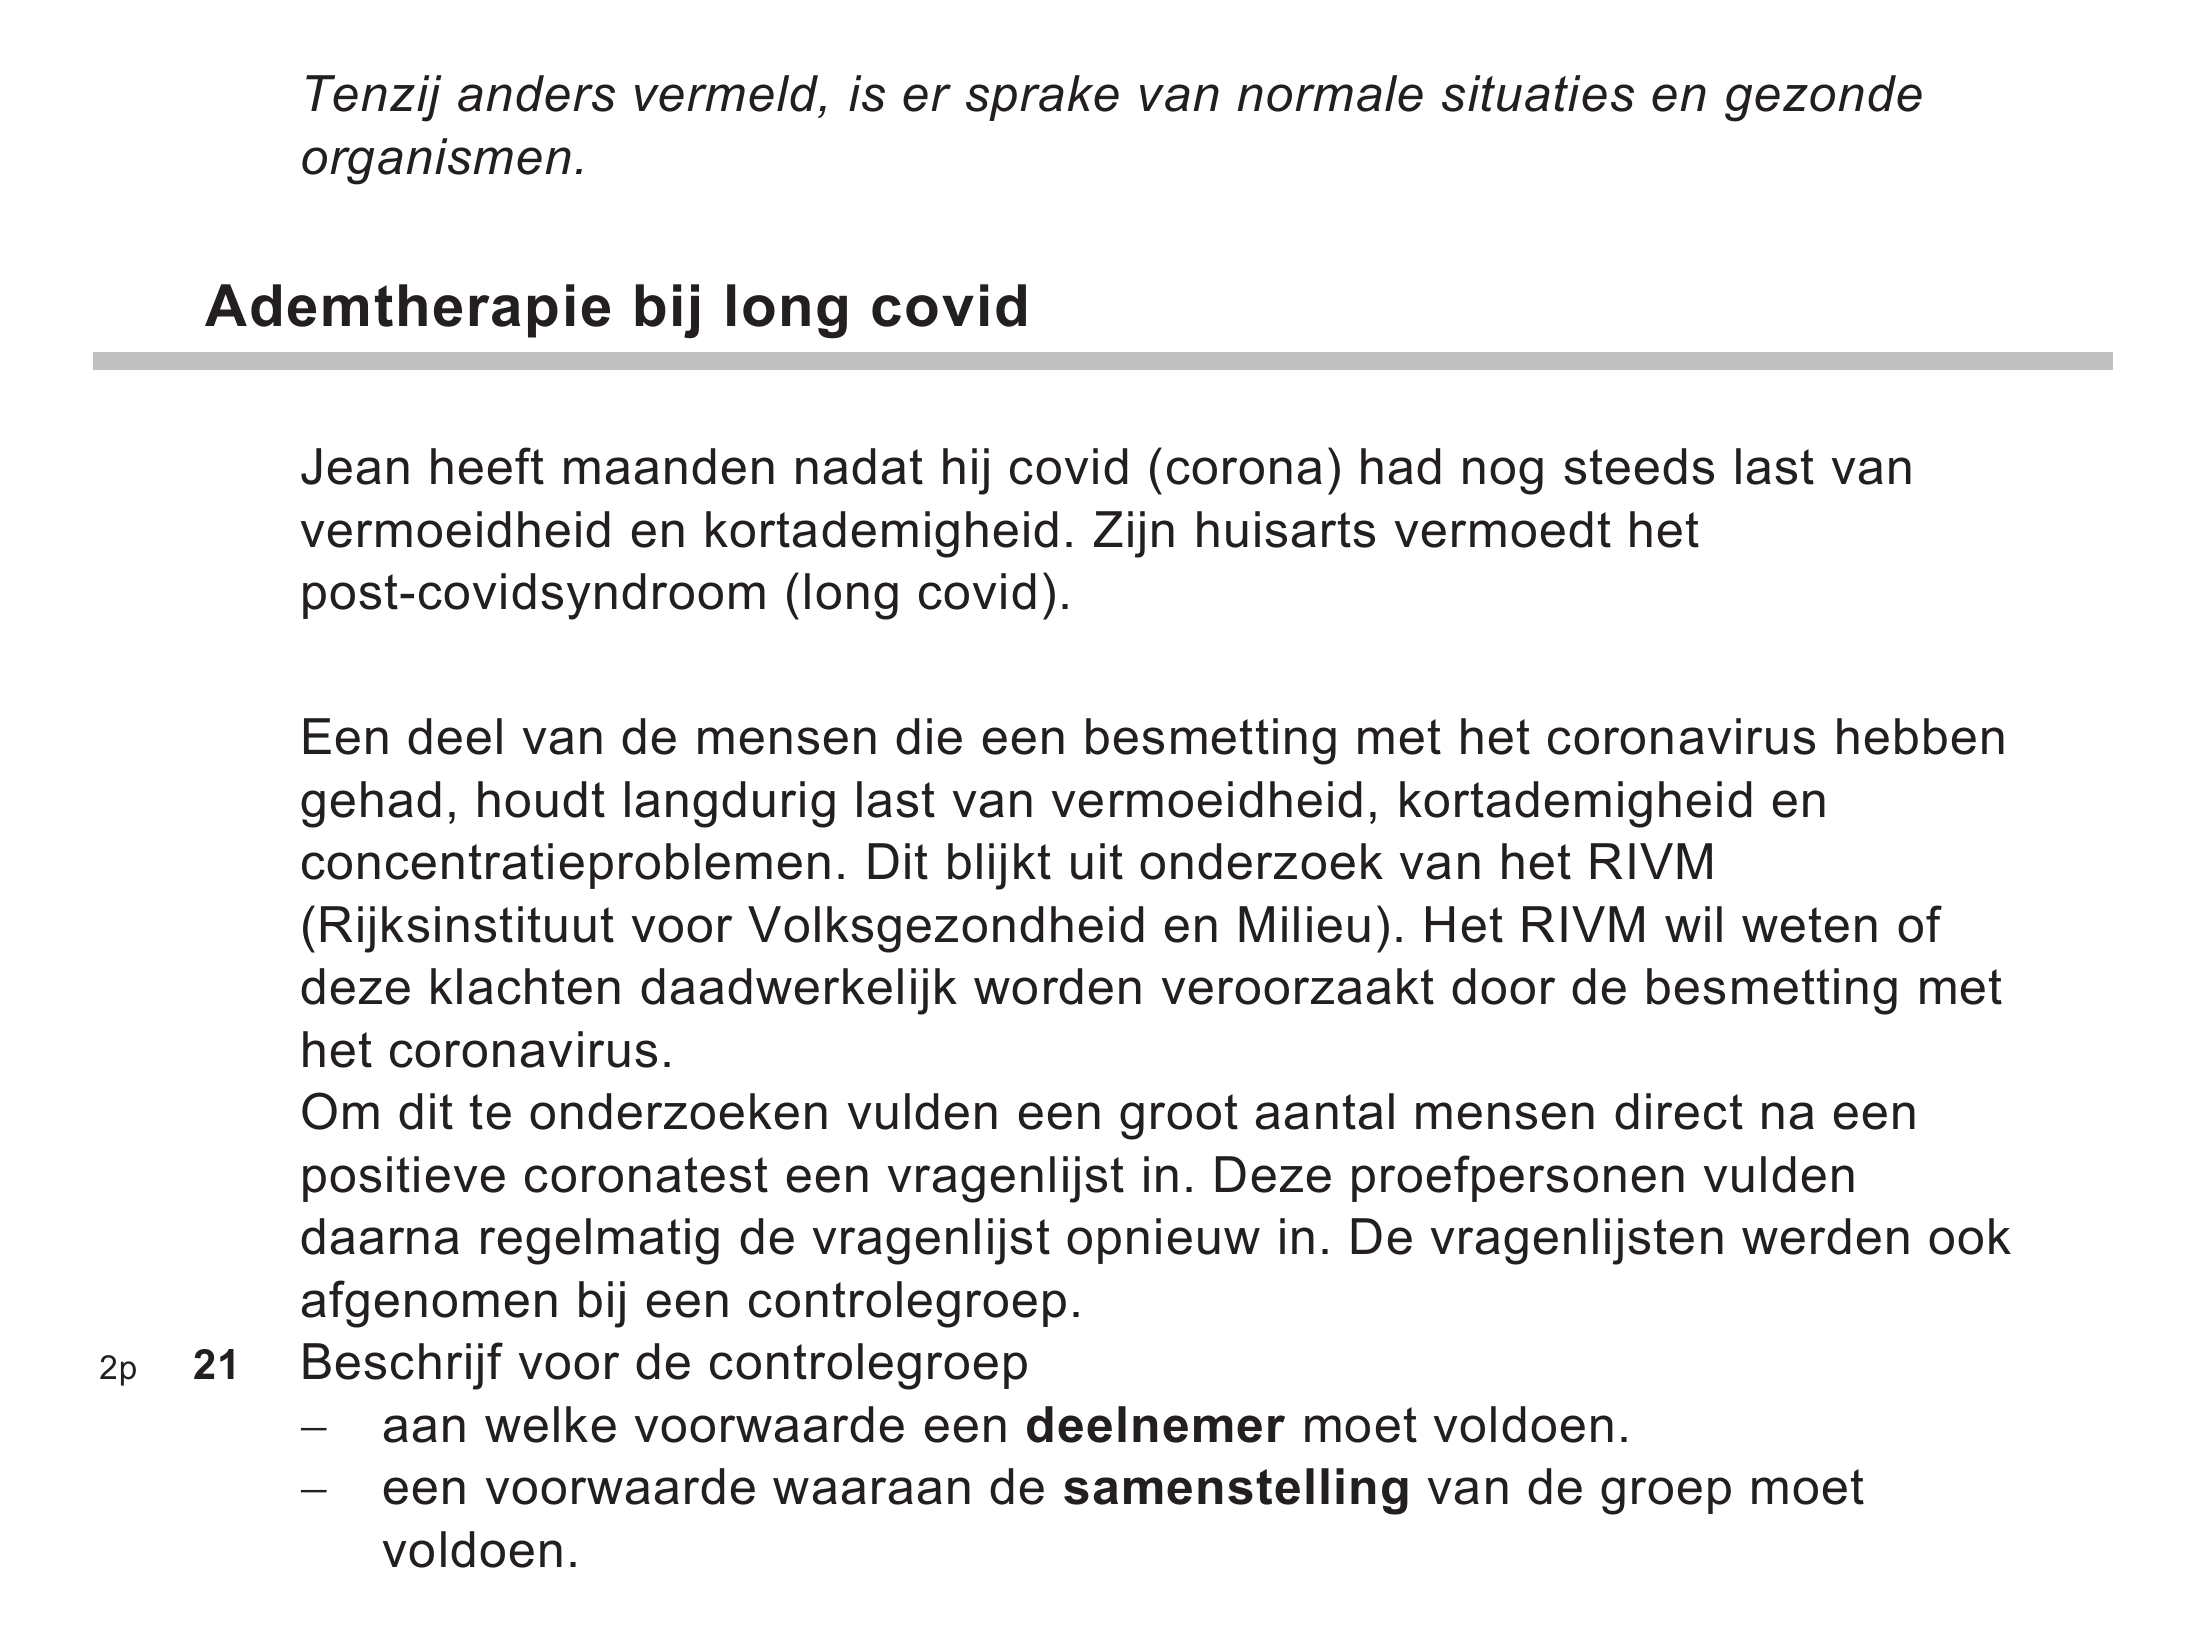 Tenzij anders vermeld, is er sprake van normale situaties en gezonde
organismen.
Ademtherapie bij long covid
Jean heeft maanden nadat hij covid (corona) had nog steeds last van
vermoeidheid en kortademigheid. Zijn huisarts vermoedt het
post-covidsyndroom (long covid).
Een deel van de mensen die een besmetting met het coronavirus hebben
gehad, houdt langdurig last van vermoeidheid, kortademigheid en
concentratieproblemen. Dit blijkt uit onderzoek van het RIVM
(Rijksinstituut voor Volksgezondheid en Milieu). Het RIVM wil weten of
deze klachten daadwerkelijk worden veroorzaakt door de besmetting met
het coronavirus.
Om dit te onderzoeken vulden een groot aantal mensen direct na een
positieve coronatest een vragenlijst in. Deze proefpersonen vulden
daarna regelmatig de vragenlijst opnieuw in. De vragenlijsten werden ook
afgenomen bij een controlegroep.
2p 21 Beschrijf voor de controlegroep
– aan welke voorwaarde een deelnemer moet voldoen.
– een voorwaarde waaraan de samenstelling van de groep moet
voldoen.